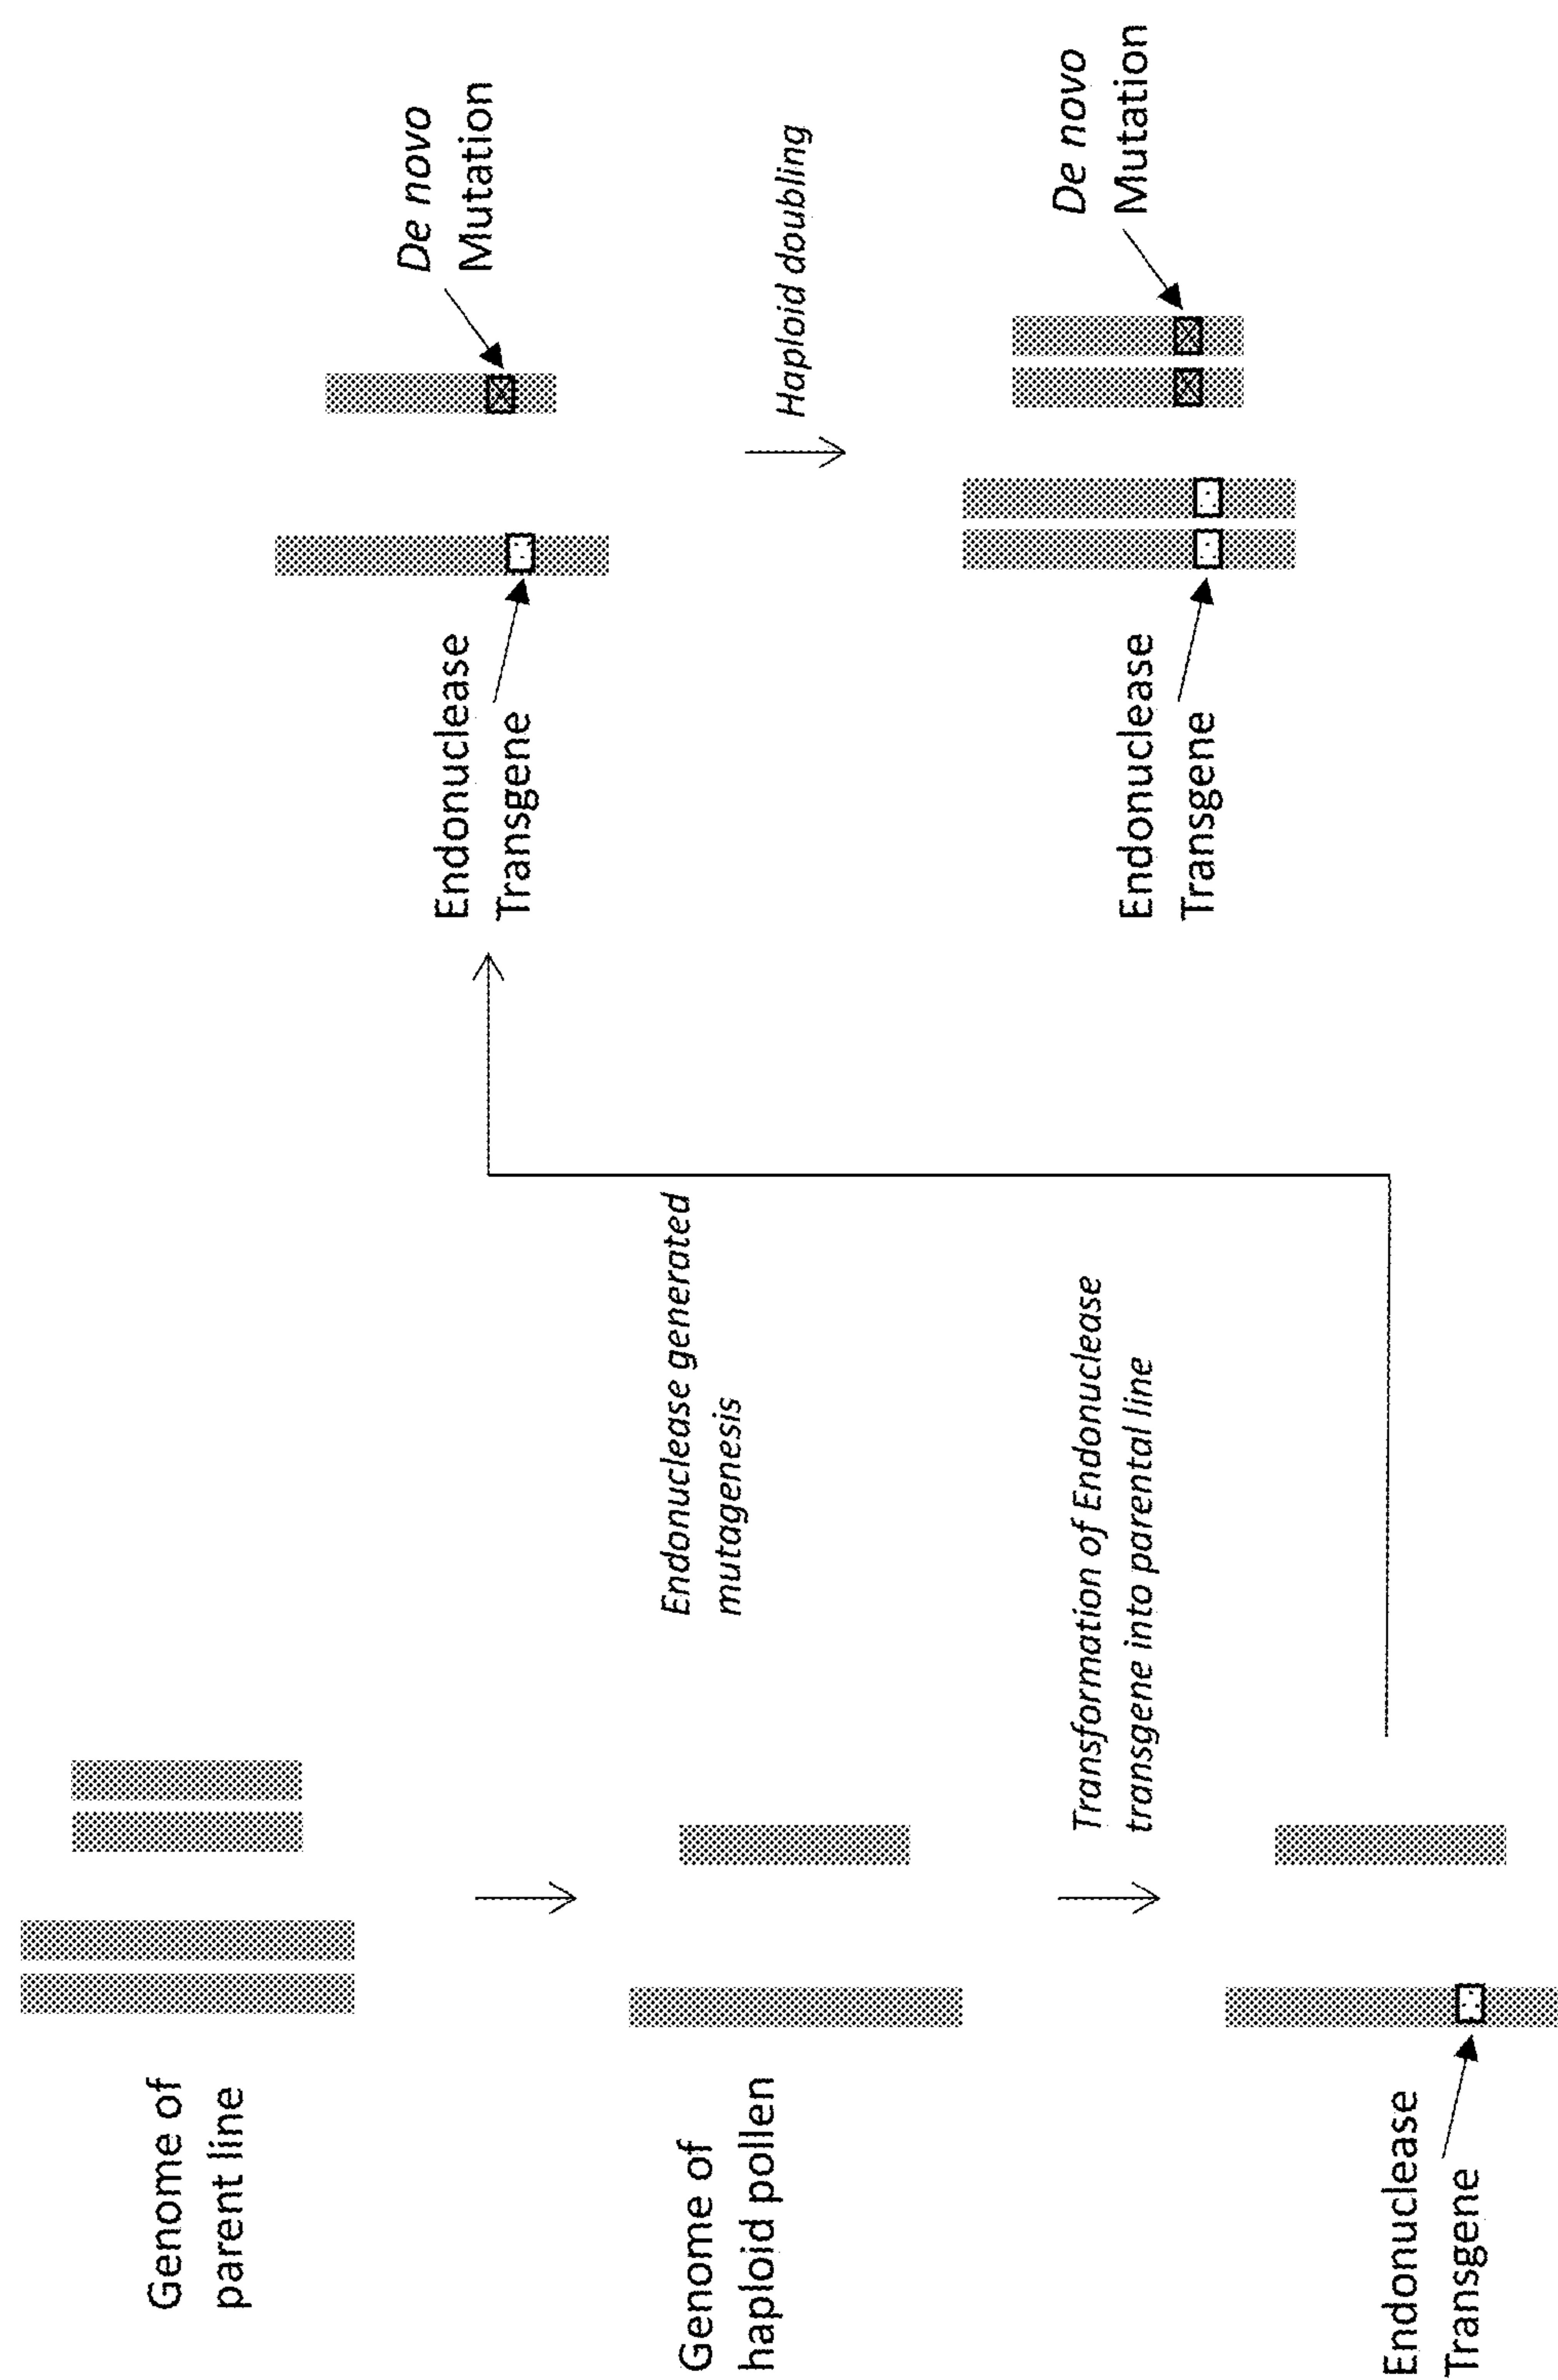 Genome of
parent line
Genome of
haploid pollen
Transformation of Endonuclease
transgene into parental line
Endonuclease
Transgene
Endonuclease generated
mutagenesis
Endonuclease
Transgene
De novo
Mutation
Haploid doubling
Endonuclease
Transgene
De novo
Mutation